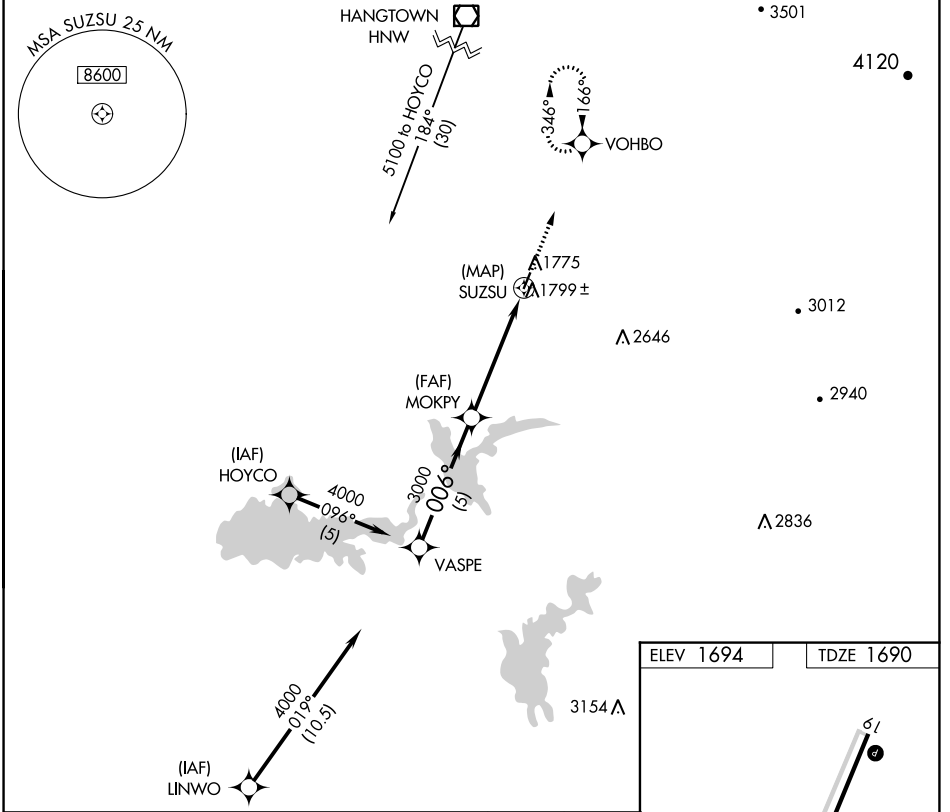 MSA SUZSU 25 NM
8600
HANGTOWN
HNW
5100 to HOYCO
184°
(30)
3501
4120
346°
166°
VOHBO
(MAP)
SUZSU
1775
1799 ±
3012
2646
2940
(FAF)
MOKPY
(IAF)
HOYCO
4000
096°
(5)
3000
006°
(5)
VASPE
2836
4000
019°
(10.5)
(IAF)
LINWO
3154
ELEV 1694
TDZE 1690
19
P